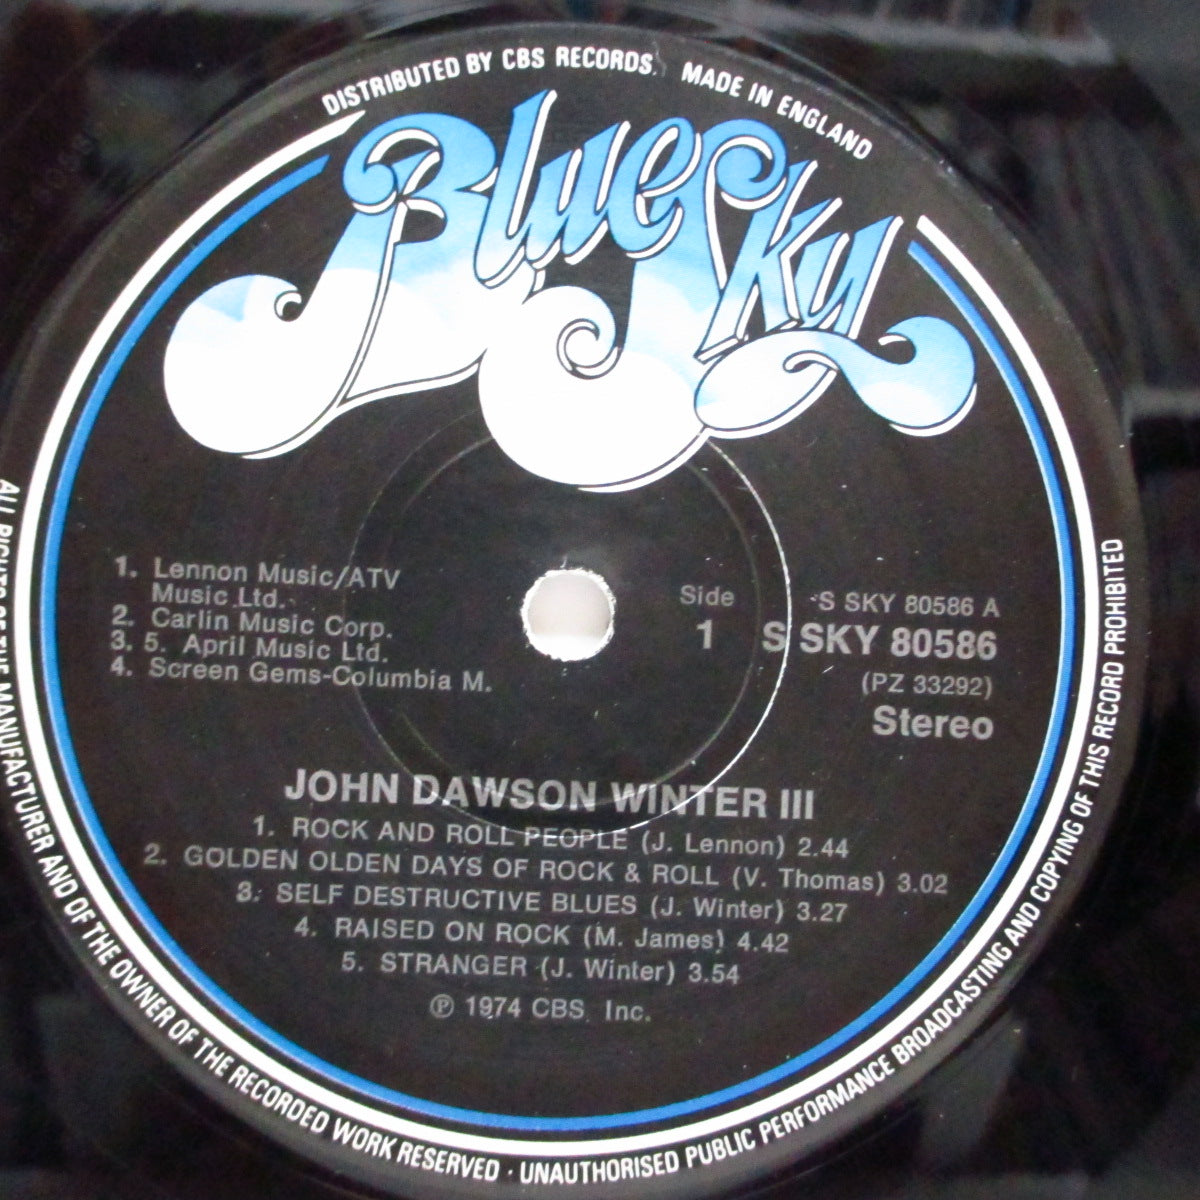 DISTRIBUTED BY CBS RECORDS. MADE IN ENGLAND
BlueSky
1. Lennon Music/ATV
Music Ltd.
2. Carlin Music Corp.
3. 5. April Music Ltd.
4. Screen Gems-Columbia M.
Side
1
S SKY 80586 A
S SKY 80586
(PZ 33292)
Stereo
JOHN DAWSON WINTER III
1. ROCK AND ROLL PEOPLE (J. Lennon) 2.44
2. GOLDEN OLDEN DAYS OF ROCK & ROLL (V. Thomas) 3.02
3. SELF DESTRUCTIVE BLUES (J. Winter) 3.27
4. RAISED ON ROCK (M. James) 4.42
5. STRANGER (J. Winter) 3.54
℗ 1974 CBS. Inc.
ALL RIGHTS OF THE MANUFACTURER AND OF THE OWNER OF THE RECORDED WORK RESERVED · UNAUTHORISED PUBLIC PERFORMANCE BROADCASTING AND COPYING OF THIS RECORD PROHIBITED